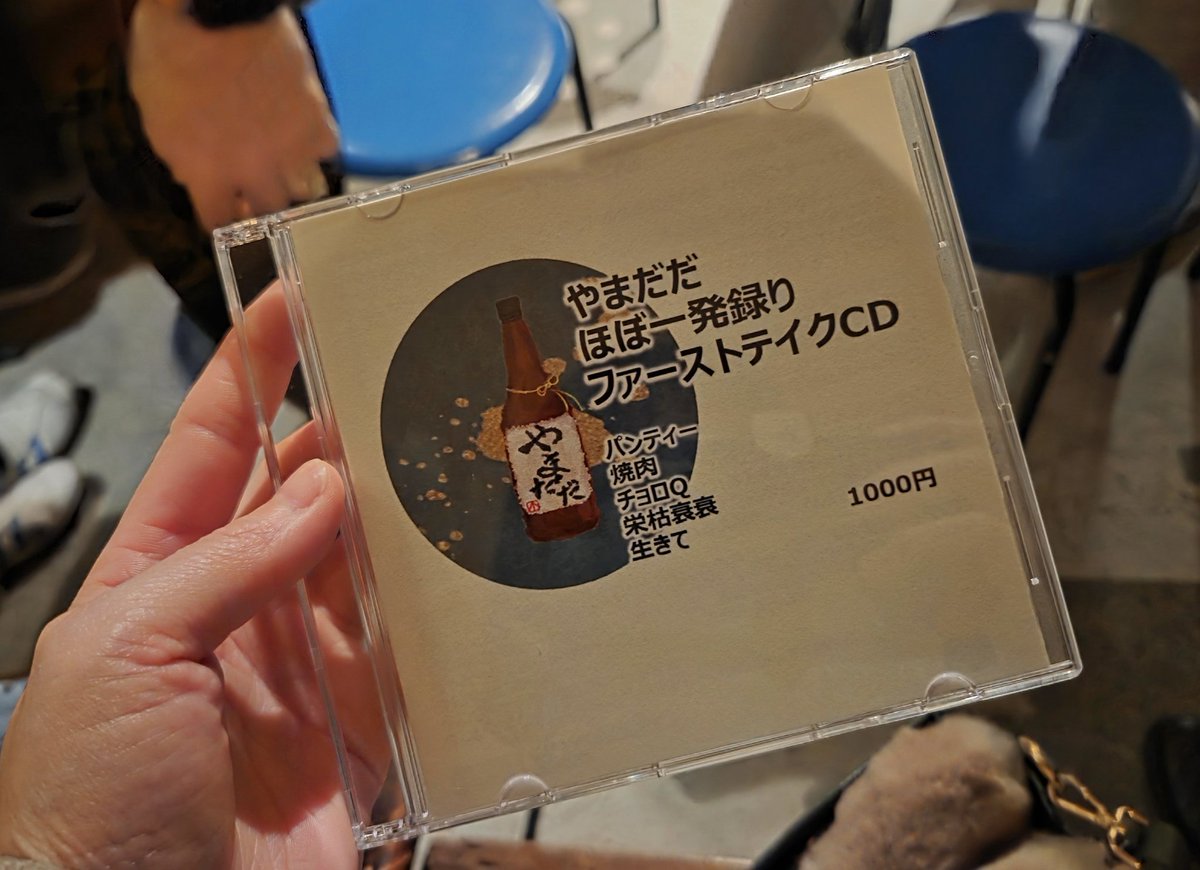 やまだだ
ほぼ一発録り
ファーストテイクCD
パンティー
焼肉
チョロQ
栄枯衰衰
生きて
1000円
やま
だだ